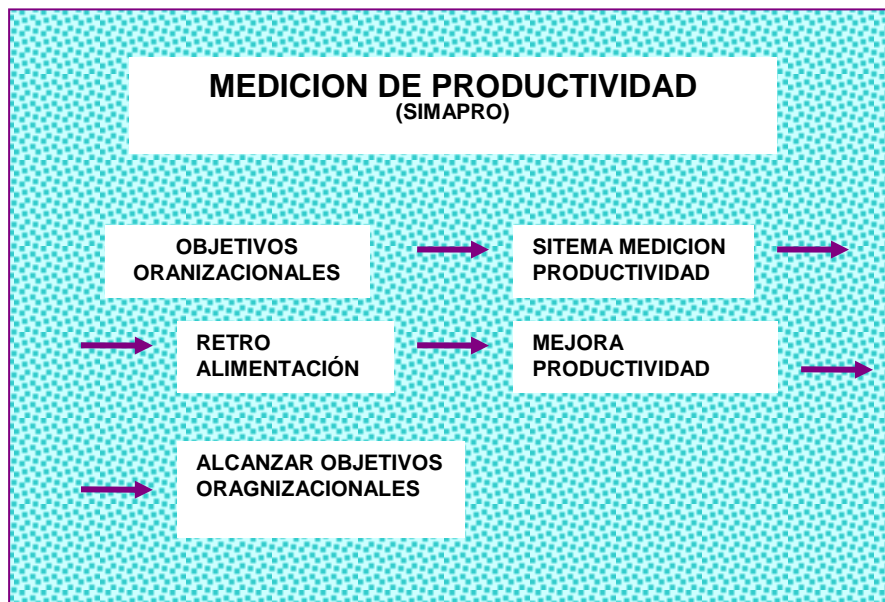 MEDICION DE PRODUCTIVIDAD
(SIMAPRO)
OBJETIVOS
ORANIZACIONALES
SITEMA MEDICION
PRODUCTIVIDAD
RETRO
ALIMENTACIÓN
MEJORA
PRODUCTIVIDAD
ALCANZAR OBJETIVOS
ORAGNIZACIONALES